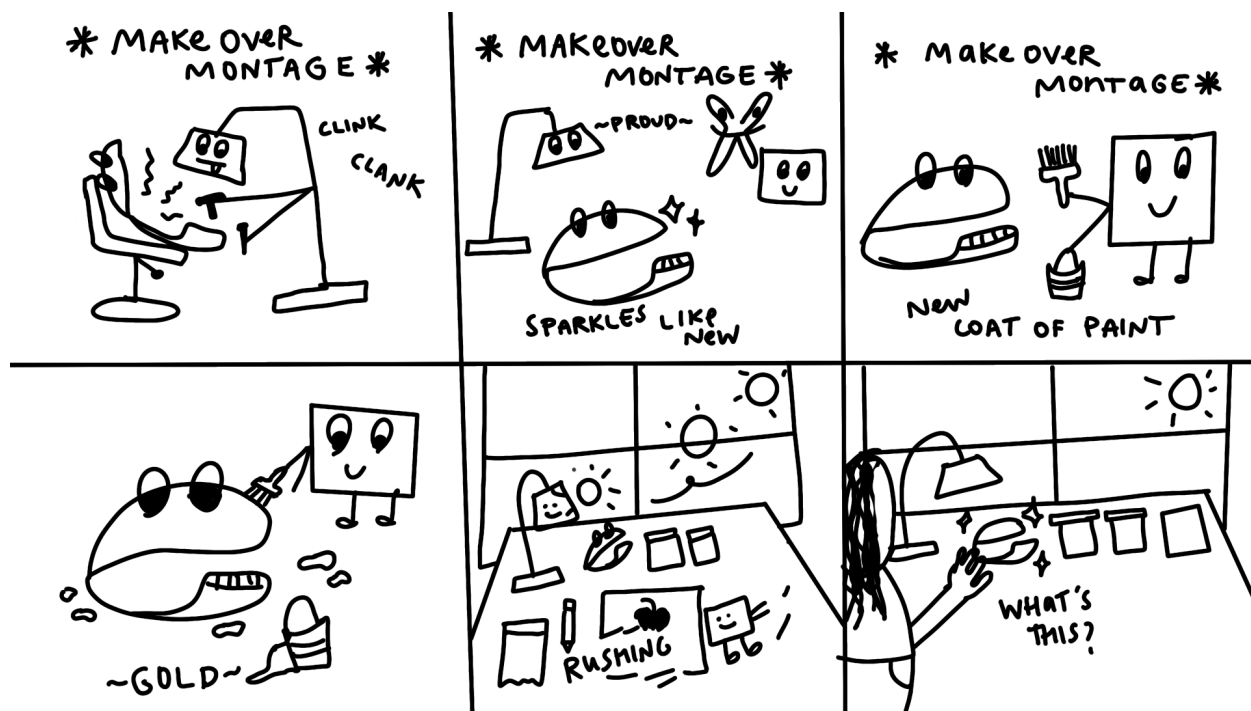 * MAKE OVER
MONTAGE *
CLINK
CLANK
* MAKEOVER
MONTAGE *
~PROUD~
SPARKLES LIKE
NEW
* MAKE OVER
MONTAGE *
NEW
COAT OF PAINT
~GOLD~
RUSHING
WHAT'S
THIS?